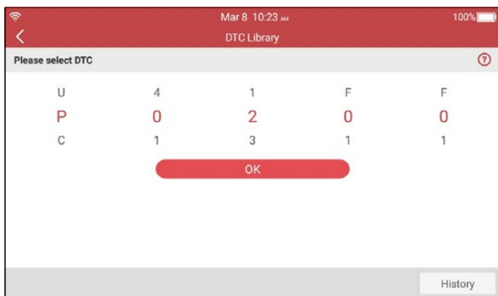 Mar 8 10:23 AM 100%
DTC Library
Please select DTC
U 4 1 F F
P 0 2 0 0
C 1 3 1 1
OK
History